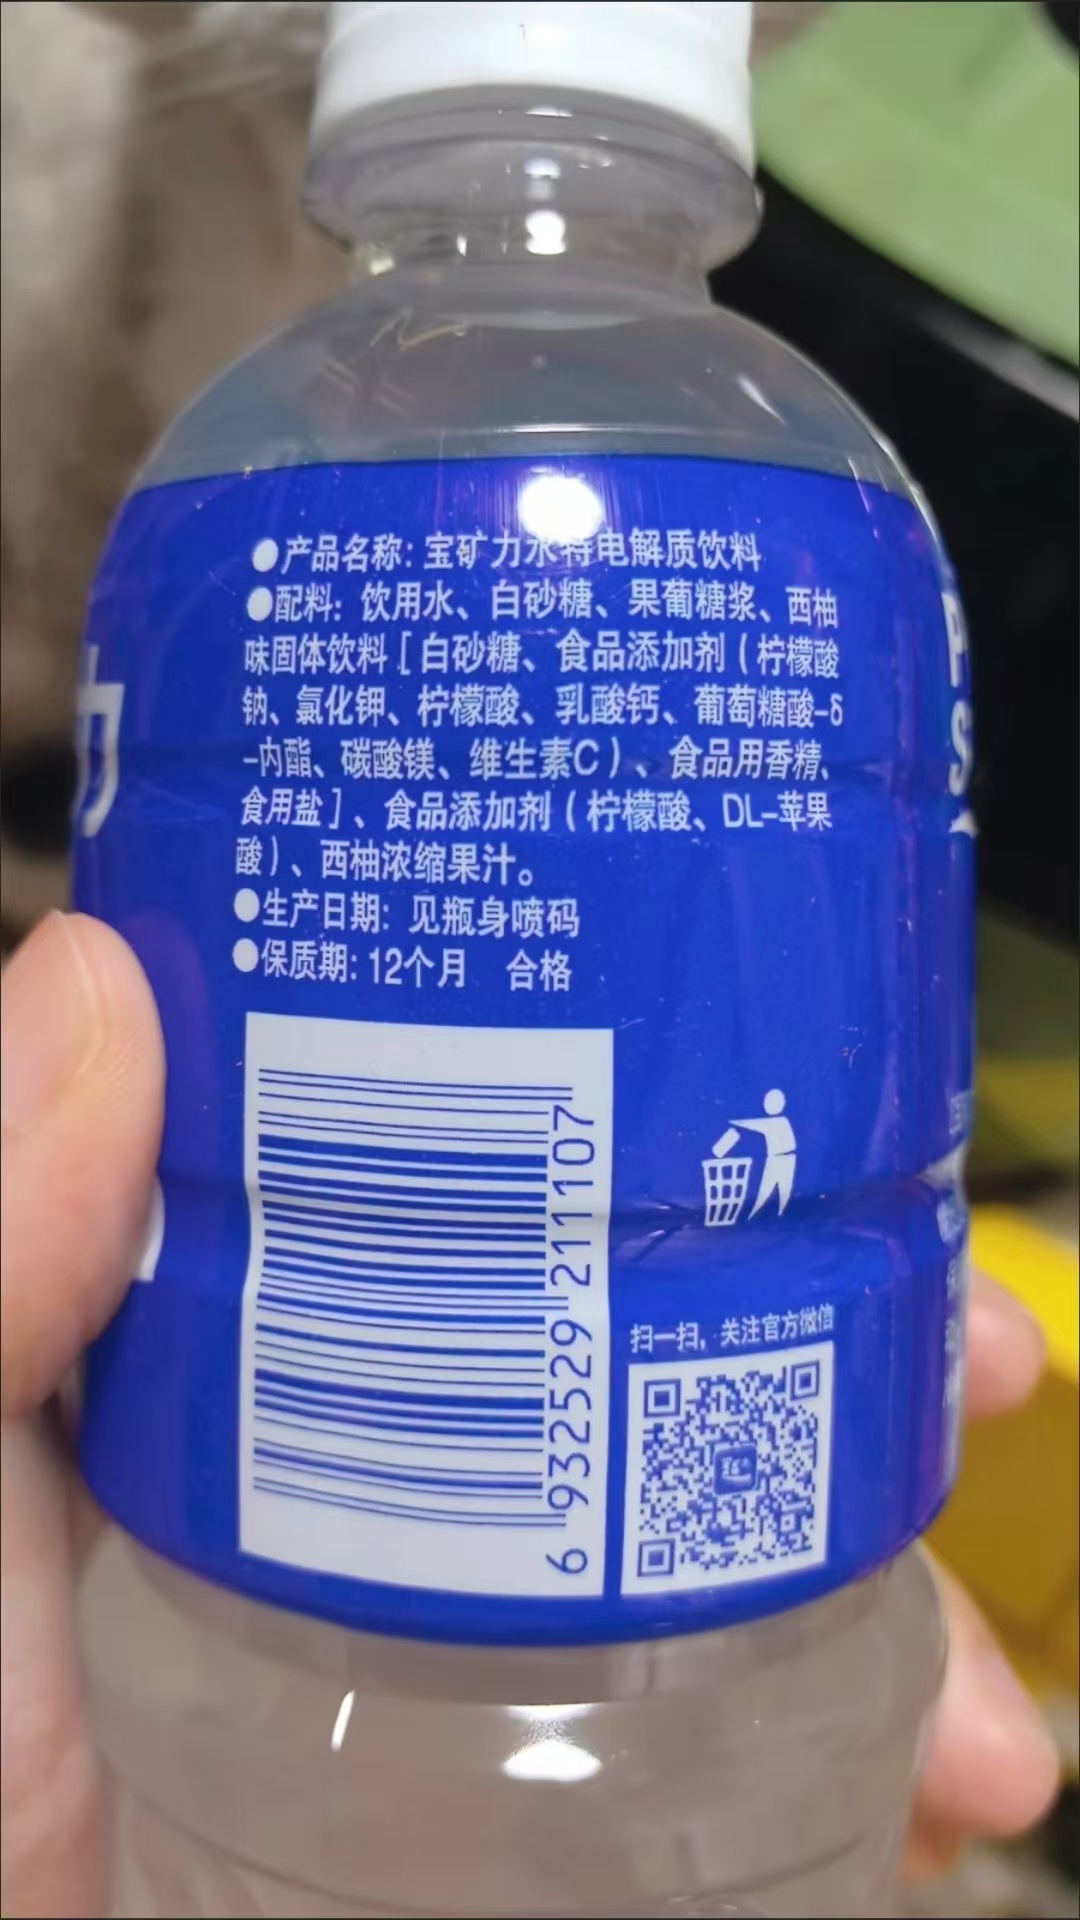 ●产品名称: 宝矿力水特电解质饮料
●配料: 饮用水、白砂糖、果葡糖浆、西柚
味固体饮料［白砂糖、食品添加剂（柠檬酸
钠、氯化钾、柠檬酸、乳酸钙、葡萄糖酸-δ
-内酯、碳酸镁、维生素C）、食品用香精、
食用盐］、食品添加剂（柠檬酸、DL-苹果
酸）、西柚浓缩果汁。
●生产日期: 见瓶身喷码
●保质期: 12个月 合格
力
6 932529 211107
扫一扫, 关注官方微信